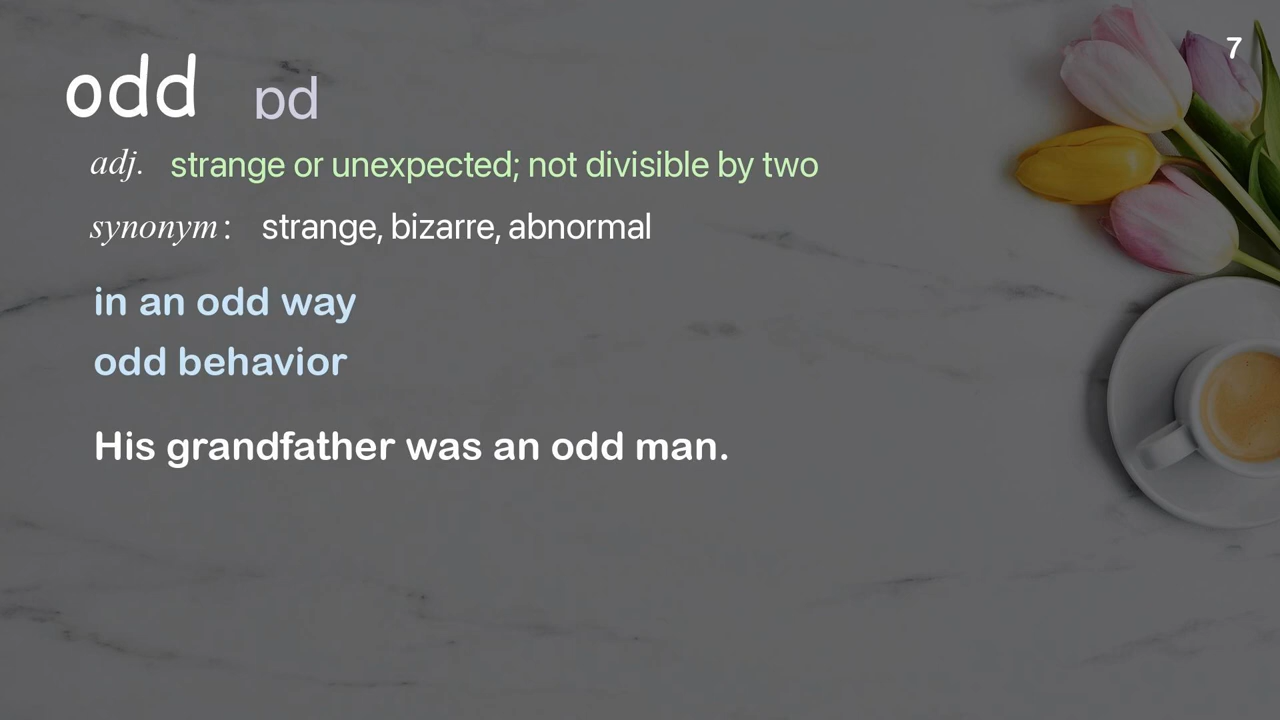 7
odd ɒd
adj. strange or unexpected; not divisible by two
synonym: strange, bizarre, abnormal
in an odd way
odd behavior
His grandfather was an odd man.